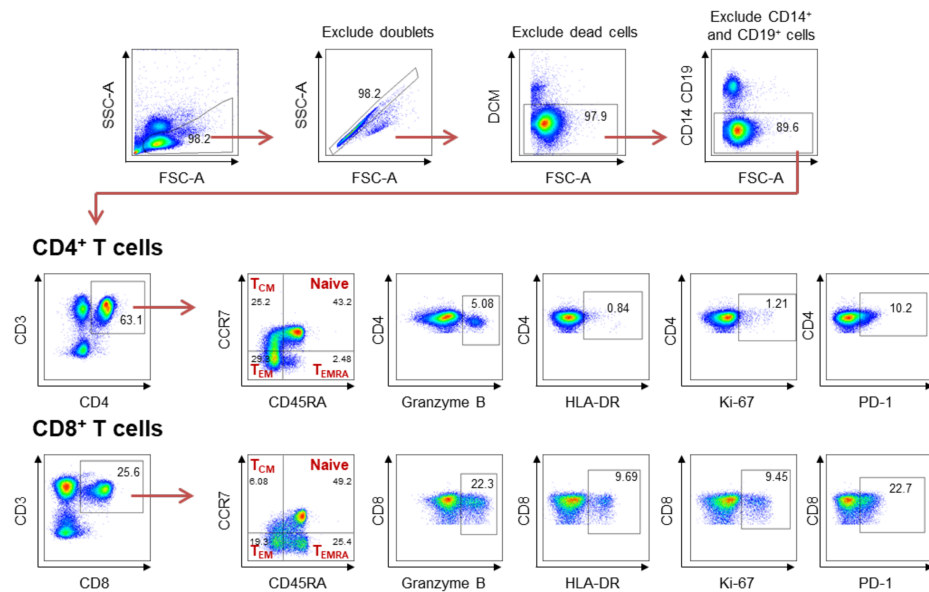 Exclude doublets
Exclude dead cells
Exclude CD14⁺
and CD19⁺ cells
SSC-A
98.2
FSC-A
SSC-A
98.2
FSC-A
DCM
97.9
FSC-A
CD14 CD19
89.6
FSC-A
CD4⁺ T cells
CD3
63.1
CD4
CCR7
TCM
Naive
25.2
43.2
2.48
TEM
TEMRA
CD45RA
CD4
5.08
Granzyme B
CD4
0.84
HLA-DR
CD4
1.21
Ki-67
CD4
10.2
PD-1
CD8⁺ T cells
CD3
25.6
CD8
CCR7
TCM
Naive
6.08
49.2
19.3
25.4
TEM
TEMRA
CD45RA
CD8
22.3
Granzyme B
CD8
9.69
HLA-DR
CD8
9.45
Ki-67
CD8
22.7
PD-1